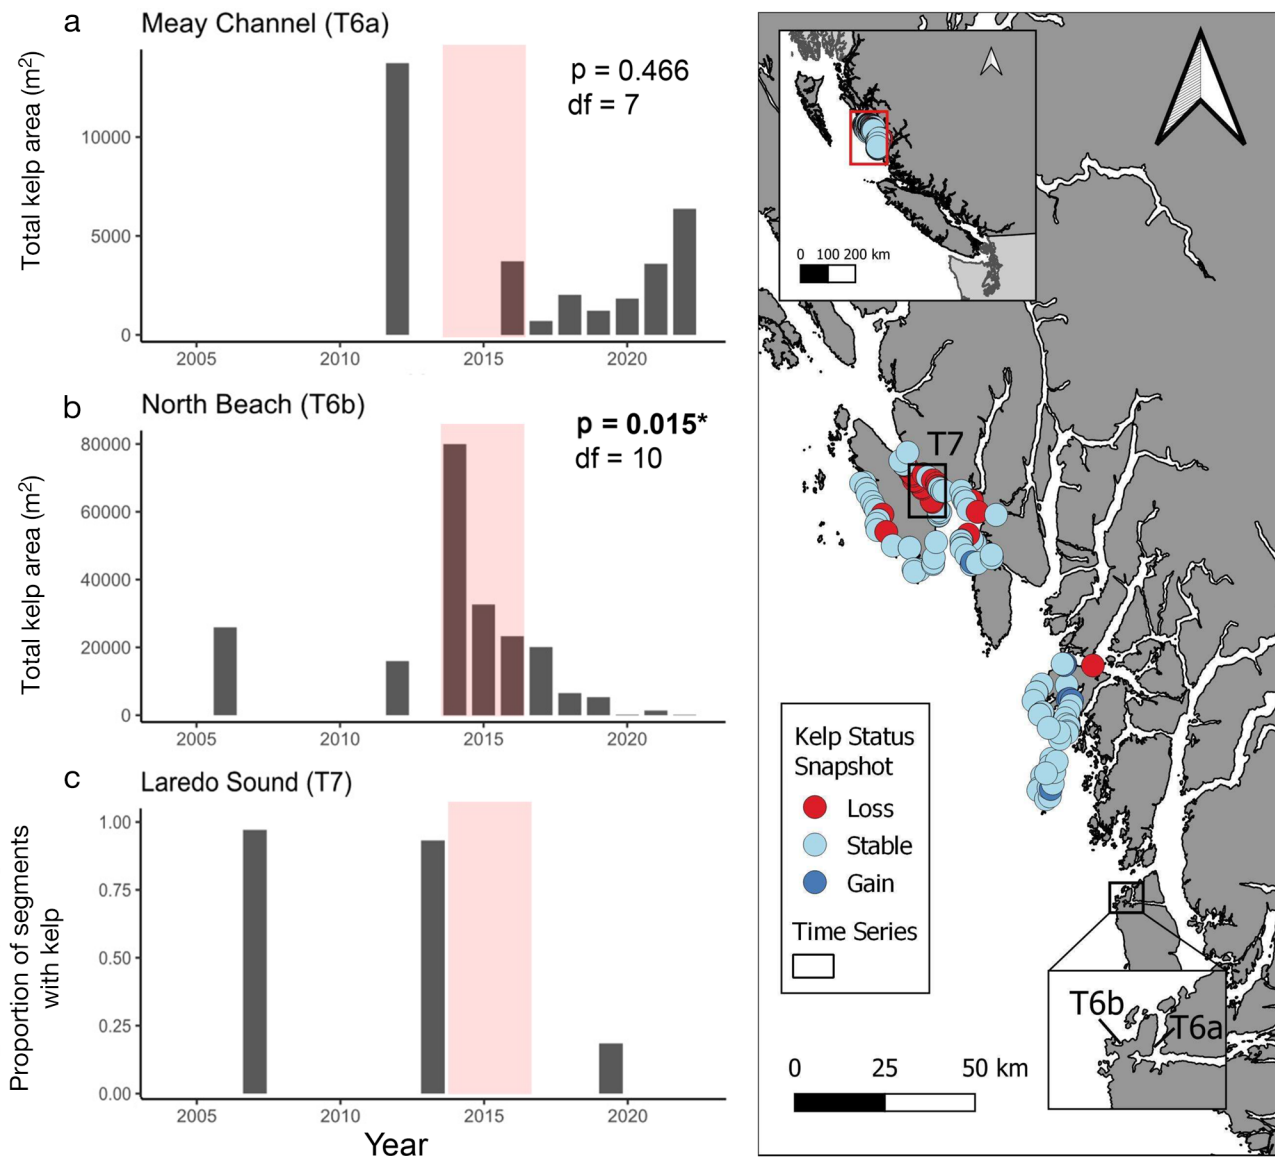 a
Meay Channel (T6a)
Total kelp area (m²)
10000
5000
0
p = 0.466
df = 7
2005
2010
2015
2020
b
North Beach (T6b)
Total kelp area (m²)
80000
60000
40000
20000
0
p = 0.015*
df = 10
2005
2010
2015
2020
c
Laredo Sound (T7)
Proportion of segments
with kelp
1.00
0.75
0.50
0.25
0.00
2005
2010
2015
2020
Year
0 100 200 km
T7
Kelp Status
Snapshot
Loss
Stable
Gain
Time Series
T6b
T6a
0 25 50 km